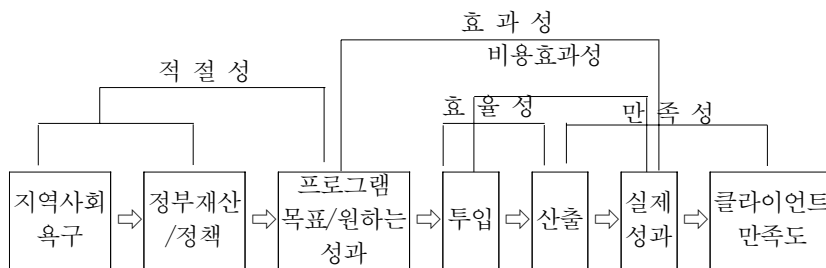 효 과 성
비용효과성
적 절 성
효 율 성
만 족 성
지역사회
욕구
정부재산
/정책
프로그램
목표/원하는
성과
투입
산출
실제
성과
클라이언트
만족도